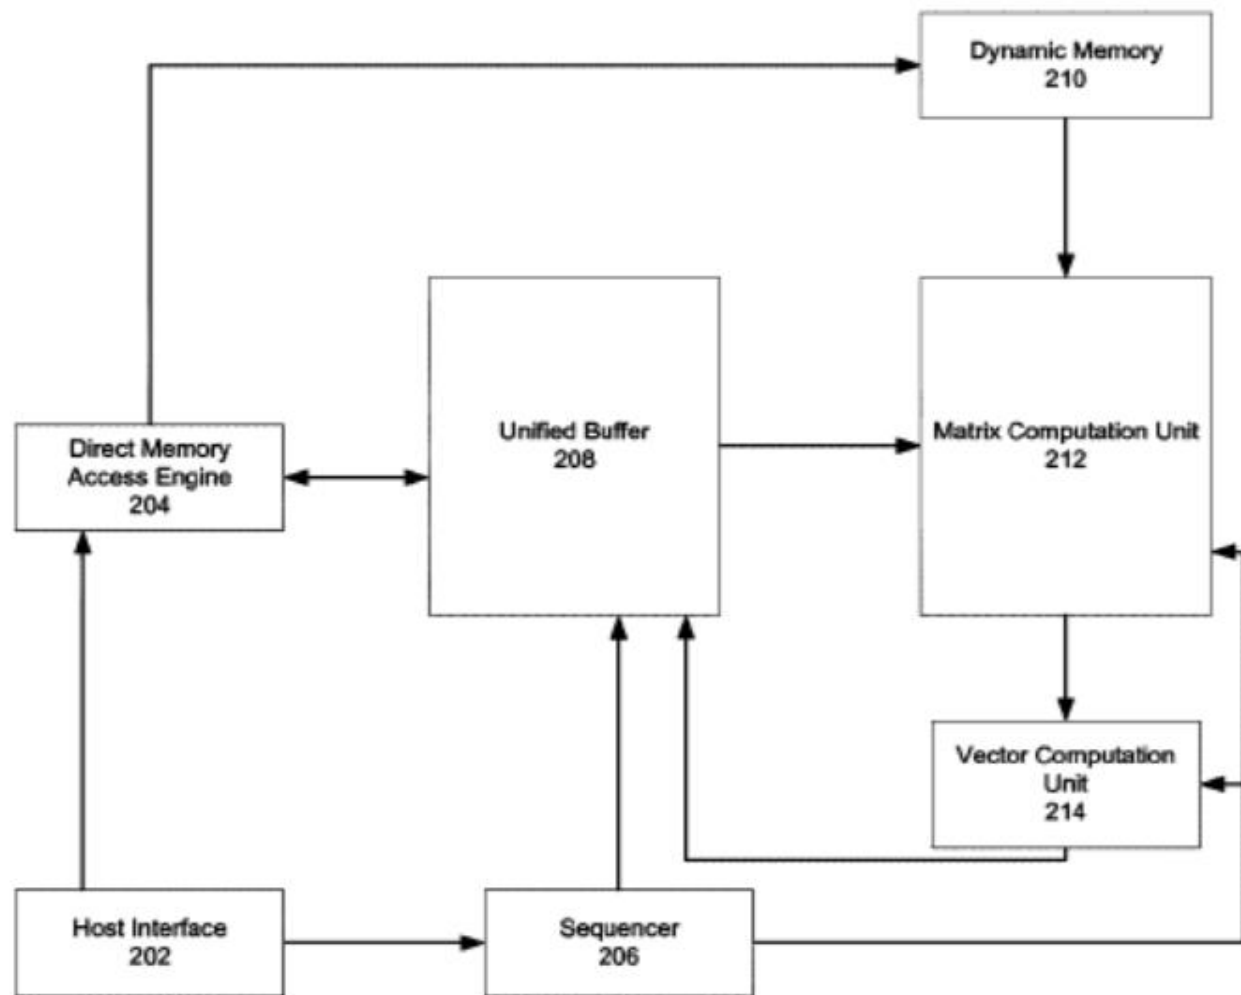 Dynamic Memory
210
Unified Buffer
208
Matrix Computation Unit
212
Direct Memory
Access Engine
204
Vector Computation
Unit
214
Host Interface
202
Sequencer
206